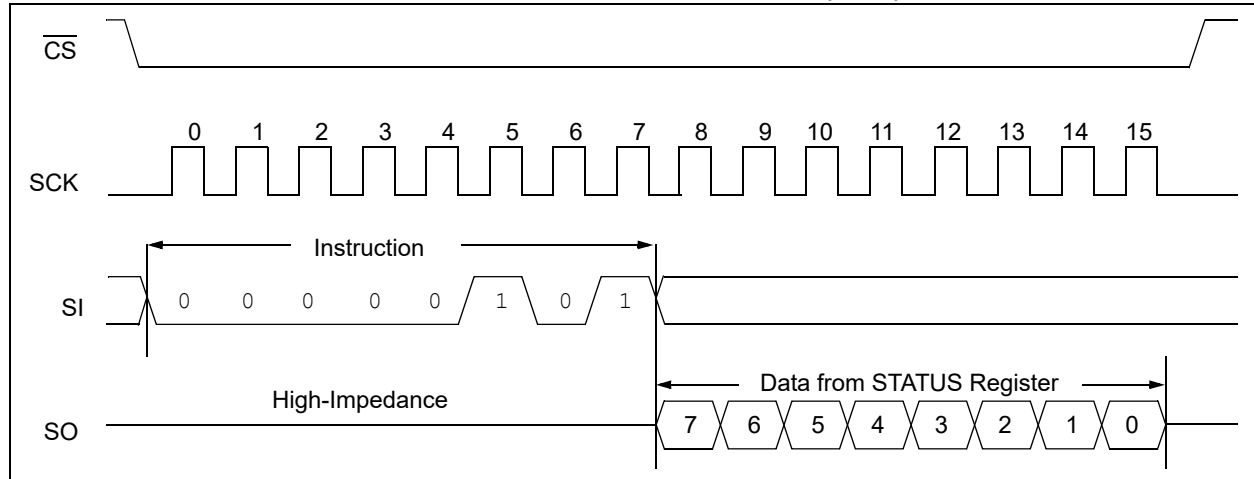 CS
0 1 2 3 4 5 6 7 8 9 10 11 12 13 14 15
SCK
Instruction
SI 0 0 0 0 0 1 0 1
Data from STATUS Register
High-Impedance
SO 7 6 5 4 3 2 1 0